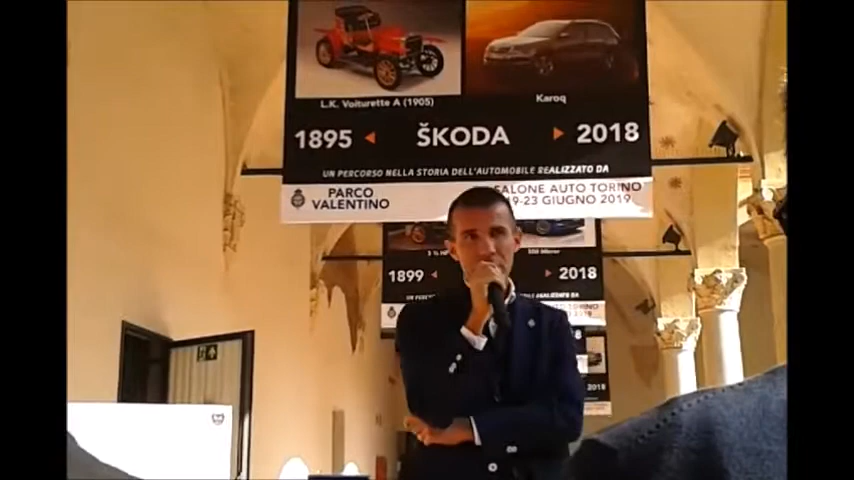 L.K. Voiturette A (1905)
Karoq
1895
ŠKODA
2018
UN PERCORSO NELLA STORIA DELL'AUTOMOBILE REALIZZATO DA
PARCO
VALENTINO
SALONE AUTO TORINO
19-23 GIUGNO 2019
1899
2018